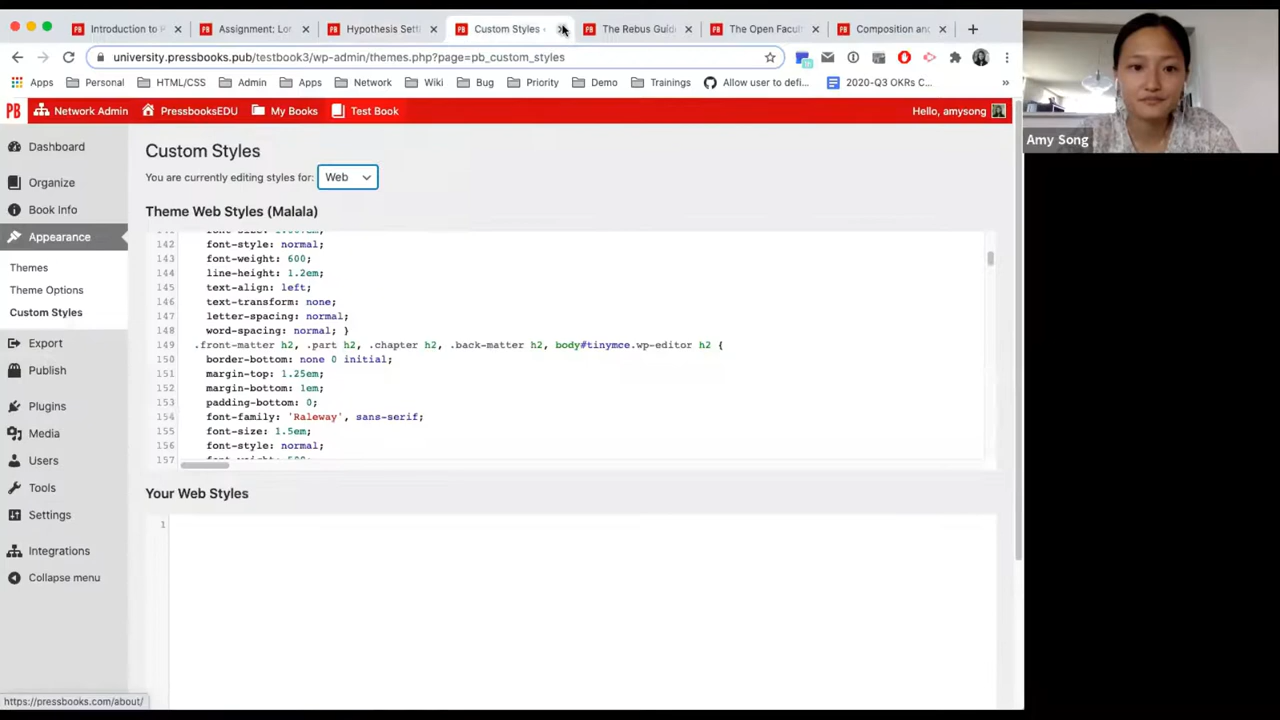 Introduction to P
Assignment: Lor
Hypothesis Setti
Custom Styles
The Rebus Guide
The Open Facult
Composition and
university.pressbooks.pub/testbook3/wp-admin/themes.php?page=pb_custom_styles
Apps Personal HTML/CSS Admin Apps Network Wiki Bug Priority Demo Trainings Allow user to defi... 2020-Q3 OKRs C... »
PB Network Admin PressbooksEDU My Books Test Book Hello, amysong
Amy Song
Dashboard
Organize
Book Info
Appearance
Themes
Theme Options
Custom Styles
Export
Publish
Plugins
Media
Users
Tools
Settings
Integrations
Collapse menu
Custom Styles
You are currently editing styles for: Web
Theme Web Styles (Malala)
142 font-style: normal;
143 font-weight: 600;
144 line-height: 1.2em;
145 text-align: left;
146 text-transform: none;
147 letter-spacing: normal;
148 word-spacing: normal; }
149 .front-matter h2, .part h2, .chapter h2, .back-matter h2, body#tinymce.wp-editor h2 {
150 border-bottom: none 0 initial;
151 margin-top: 1.25em;
152 margin-bottom: 1em;
153 padding-bottom: 0;
154 font-family: 'Raleway', sans-serif;
155 font-size: 1.5em;
156 font-style: normal;
157
Your Web Styles
1
https://pressbooks.com/about/